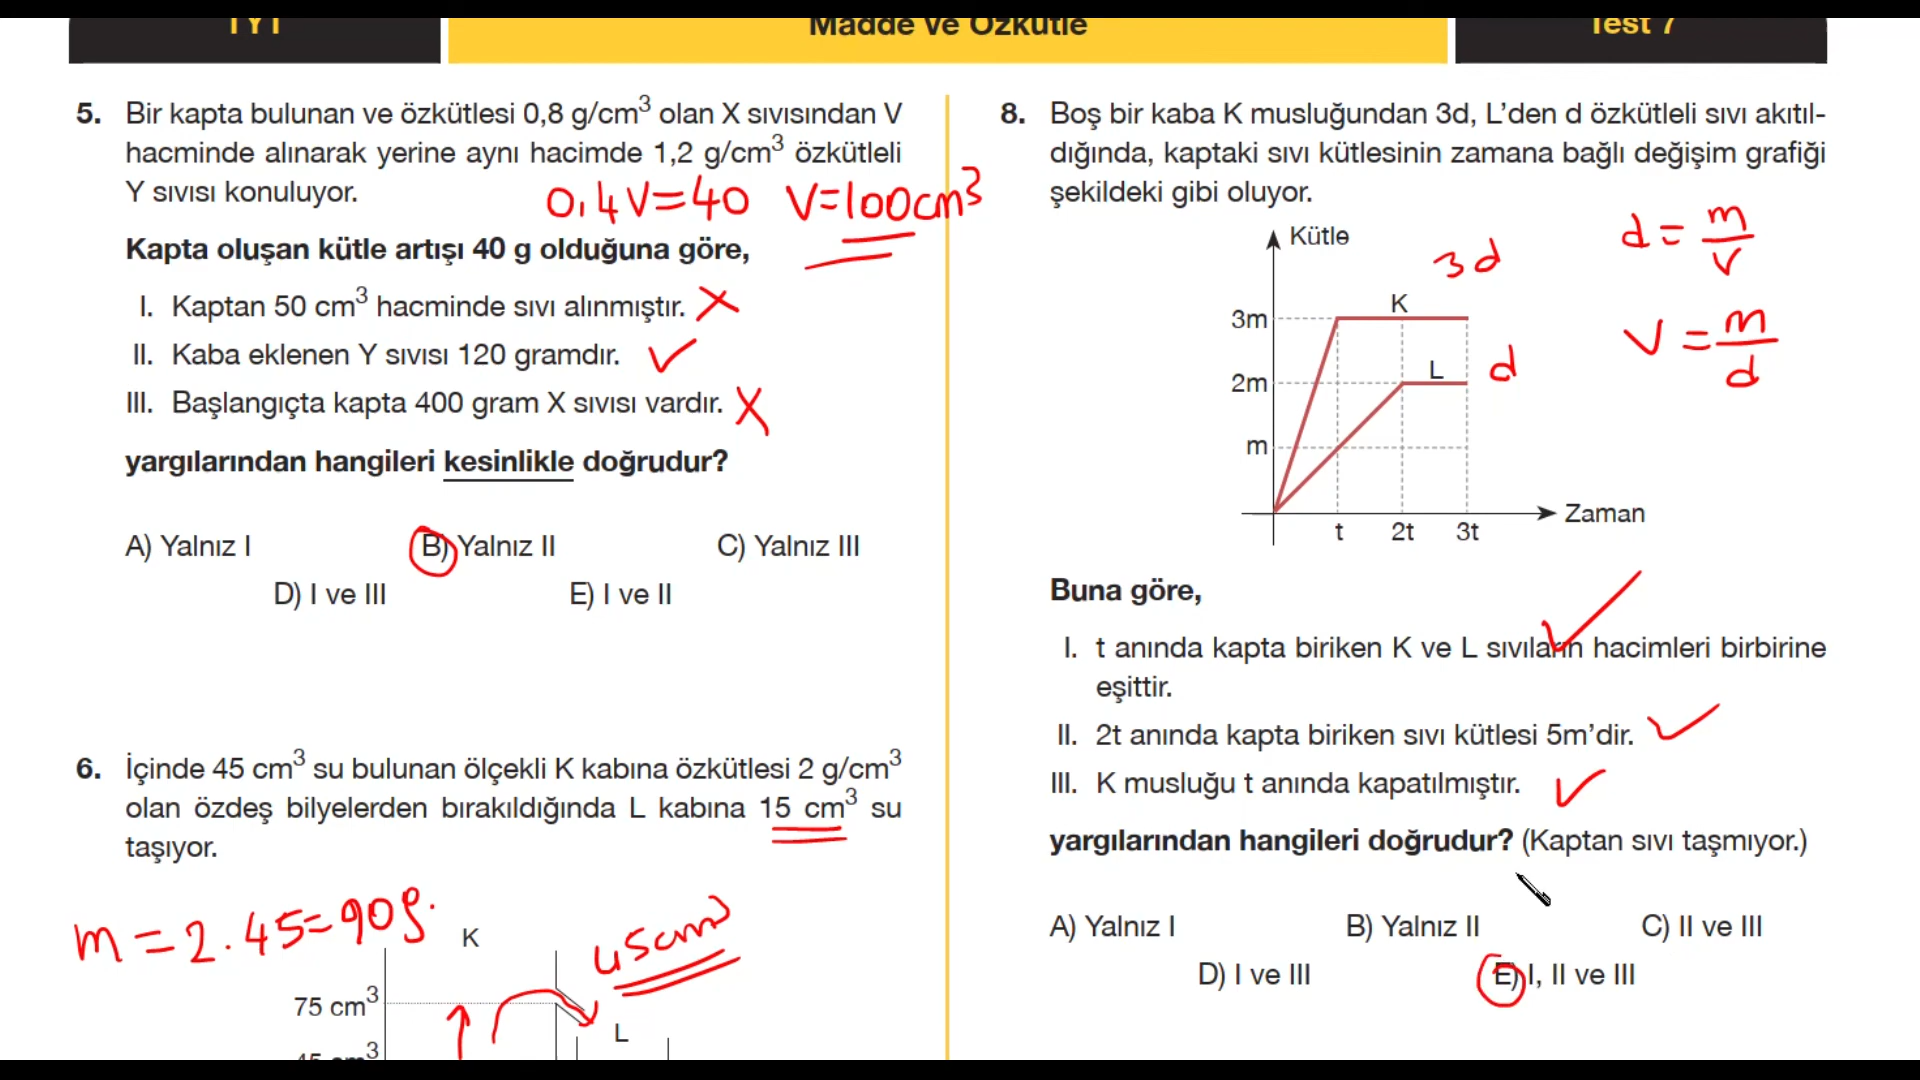 TYT
Madde ve Özkütle
Test 7
5. Bir kapta bulunan ve özkütlesi 0,8 g/cm³ olan X sıvısından V
hacminde alınarak yerine aynı hacimde 1,2 g/cm³ özkütleli
Y sıvısı konuluyor.
0,4V=40 V=100cm³
Kapta oluşan kütle artışı 40 g olduğuna göre,
I. Kaptan 50 cm³ hacminde sıvı alınmıştır.
II. Kaba eklenen Y sıvısı 120 gramdır.
III. Başlangıçta kapta 400 gram X sıvısı vardır.
yargılarından hangileri kesinlikle doğrudur?
A) Yalnız I B) Yalnız II C) Yalnız III
D) I ve III E) I ve II
6. İçinde 45 cm³ su bulunan ölçekli K kabına özkütlesi 2 g/cm³
olan özdeş bilyelerden bırakıldığında L kabına 15 cm³ su
taşıyor.
m=2.45=90g.
K
45cm³
75 cm³
L
45 cm³
8. Boş bir kaba K musluğundan 3d, L’den d özkütleli sıvı akıtıl-
dığında, kaptaki sıvı kütlesinin zamana bağlı değişim grafiği
şekildeki gibi oluyor.
Kütle
3d
d=m/v
K
3m
V=m/d
L
d
2m
m
Zaman
t 2t 3t
Buna göre,
I. t anında kapta biriken K ve L sıvıların hacimleri birbirine
eşittir.
II. 2t anında kapta biriken sıvı kütlesi 5m’dir.
III. K musluğu t anında kapatılmıştır.
yargılarından hangileri doğrudur? (Kaptan sıvı taşmıyor.)
A) Yalnız I B) Yalnız II C) II ve III
D) I ve III E) I, II ve III